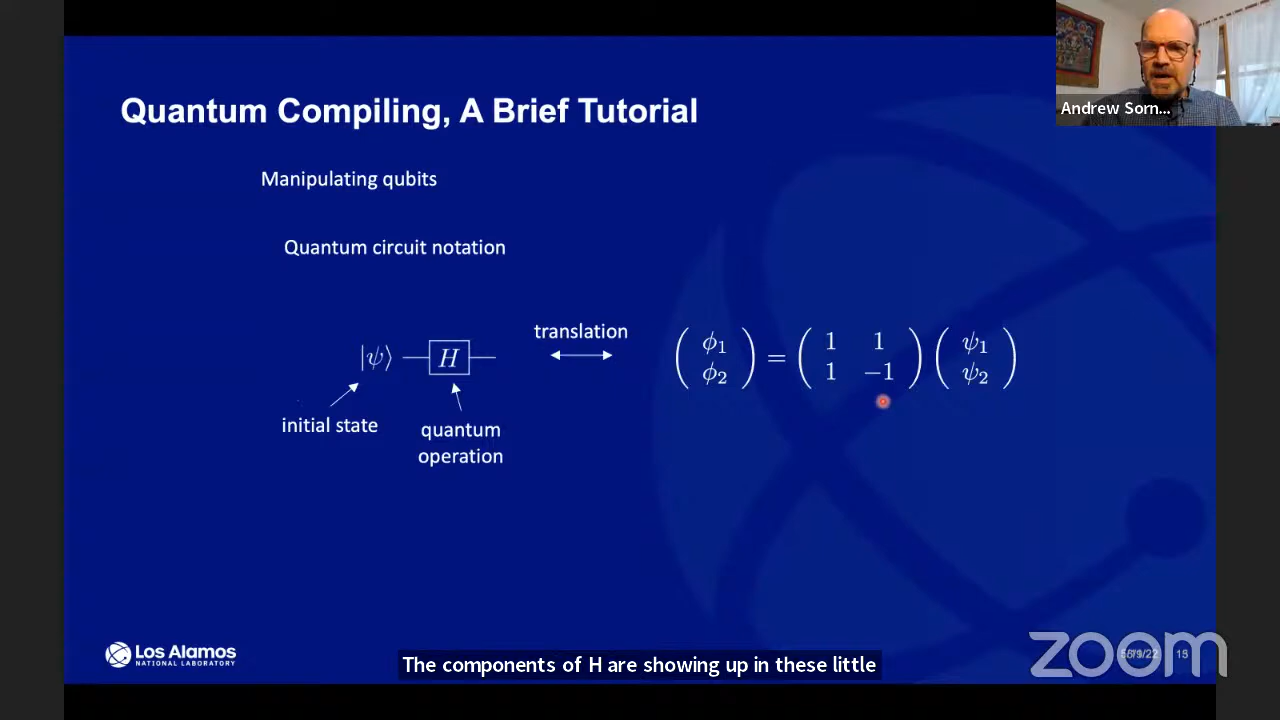 Quantum Compiling, A Brief Tutorial
Andrew Sorn...
Manipulating qubits
Quantum circuit notation
translation
|ψ⟩ H
( ϕ₁ ) = ( 1 1 ) ( ψ₁ )
( ϕ₂ ) ( 1 −1 ) ( ψ₂ )
initial state
quantum
operation
Los Alamos
NATIONAL LABORATORY
The components of H are showing up in these little
zoom